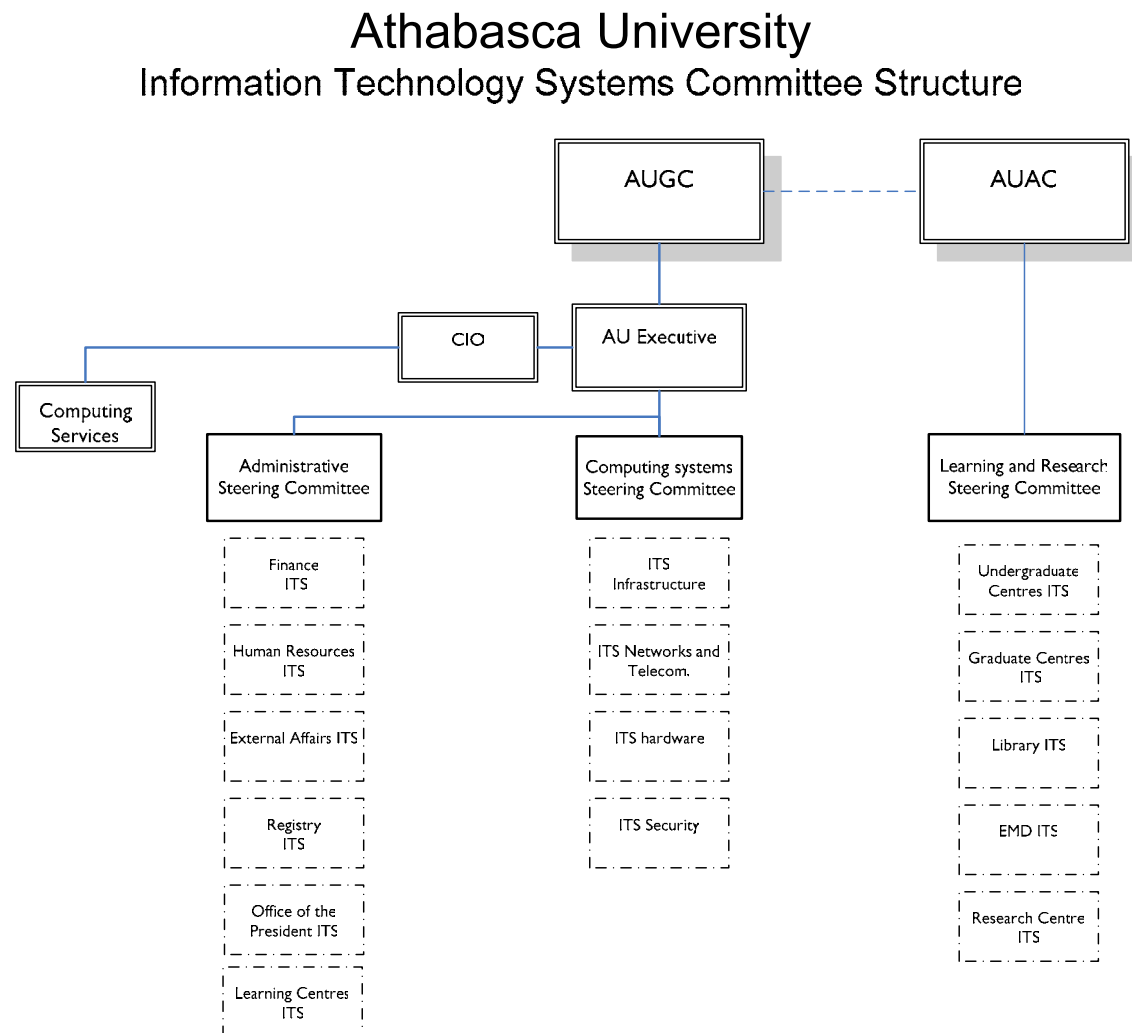 Athabasca University
Information Technology Systems Committee Structure
AUGC
AUAC
CIO
AU Executive
Computing
Services
Administrative
Steering Committee
Computing systems
Steering Committee
Learning and Research
Steering Committee
Finance
ITS
Human Resources
ITS
External Affairs ITS
Registry
ITS
Office of the
President ITS
Learning Centres
ITS
ITS
Infrastructure
ITS Networks and
Telecom.
ITS hardware
ITS Security
Undergraduate
Centres ITS
Graduate Centres
ITS
Library ITS
EMD ITS
Research Centre
ITS